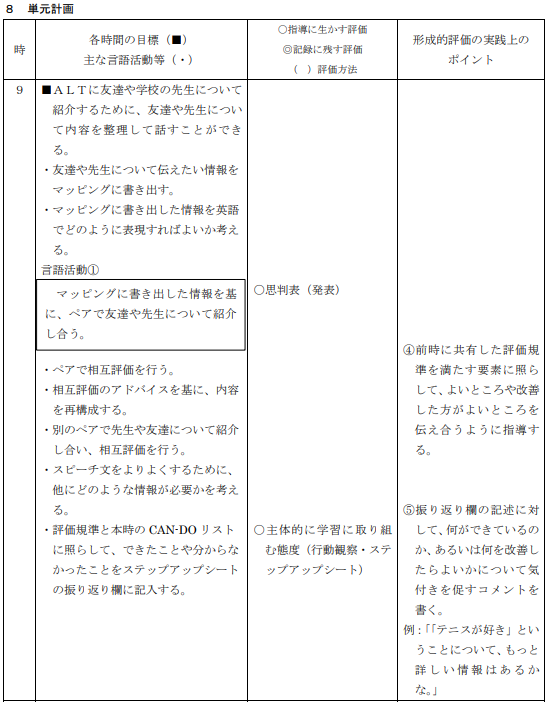 ８　単元計画
時
各時間の目標（■）
主な言語活動等（・）
○指導に生かす評価
◎記録に残す評価
（　）評価方法
形成的評価の実践上の
ポイント
９
■ＡＬＴに友達や学校の先生について
紹介するために、友達や先生につい
て内容を整理して話すことができ
る。
・友達や先生について伝えたい情報を
マッピングに書き出す。
・マッピングに書き出した情報を英語
でどのように表現すればよいか考え
る。
言語活動①
マッピングに書き出した情報を基
に、ペアで友達や先生について紹介
し合う。
・ペアで相互評価を行う。
・相互評価のアドバイスを基に、内容
を再構成する。
・別のペアで先生や友達について紹介
し合い、相互評価を行う。
・スピーチ文をよりよくするために、
他にどのような情報が必要かを考え
る。
・評価規準と本時の CAN-DO リスト
に照らして、できたことや分からな
かったことをステップアップシート
の振り返り欄に記入する。
○思判表（発表）
○主体的に学習に取り組
む態度（行動観察・ステ
ップアップシート）
④前時に共有した評価規
準を満たす要素に照ら
して、よいところや改善
した方がよいところを
伝え合うように指導す
る。
⑤振り返り欄の記述に対
して、何ができているの
か、あるいは何を改善し
たらよいかについて気
付きを促すコメントを
書く。
例：「「テニスが好き」とい
うことについて、もっと
詳しい情報はあるか
な。」